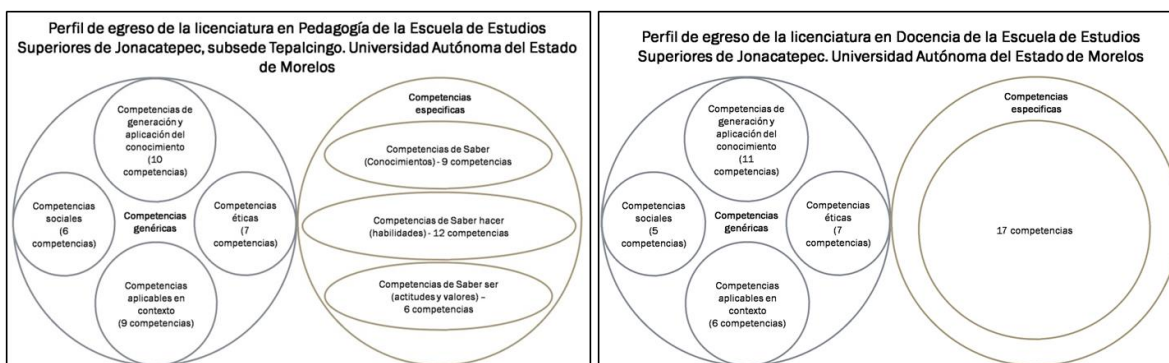 Perfil de egreso de la licenciatura en Pedagogía de la Escuela de Estudios
Superiores de Jonacatepec, subsede Tepalcingo. Universidad Autónoma del Estado
de Morelos
Competencias de
generación y
aplicación del
conocimiento
(10
competencias)
Competencias
sociales
(6
competencias)
Competencias
genéricas
Competencias
éticas
(7
competencias)
Competencias
aplicables en
contexto
(9 competencias)
Competencias
especificas
Competencias de Saber
(Conocimientos) - 9 competencias
Competencias de Saber hacer
(habilidades) - 12 competencias
Competencias de Saber ser
(actitudes y valores) –
6 competencias
Perfil de egreso de la licenciatura en Docencia de la Escuela de Estudios
Superiores de Jonacatepec. Universidad Autónoma del Estado de Morelos
Competencias de
generación y
aplicación del
conocimiento
(11
competencias)
Competencias
sociales
(5
competencias)
Competencias
genéricas
Competencias
éticas
(7
competencias)
Competencias
aplicables en
contexto
(6 competencias)
Competencias
especificas
17 competencias